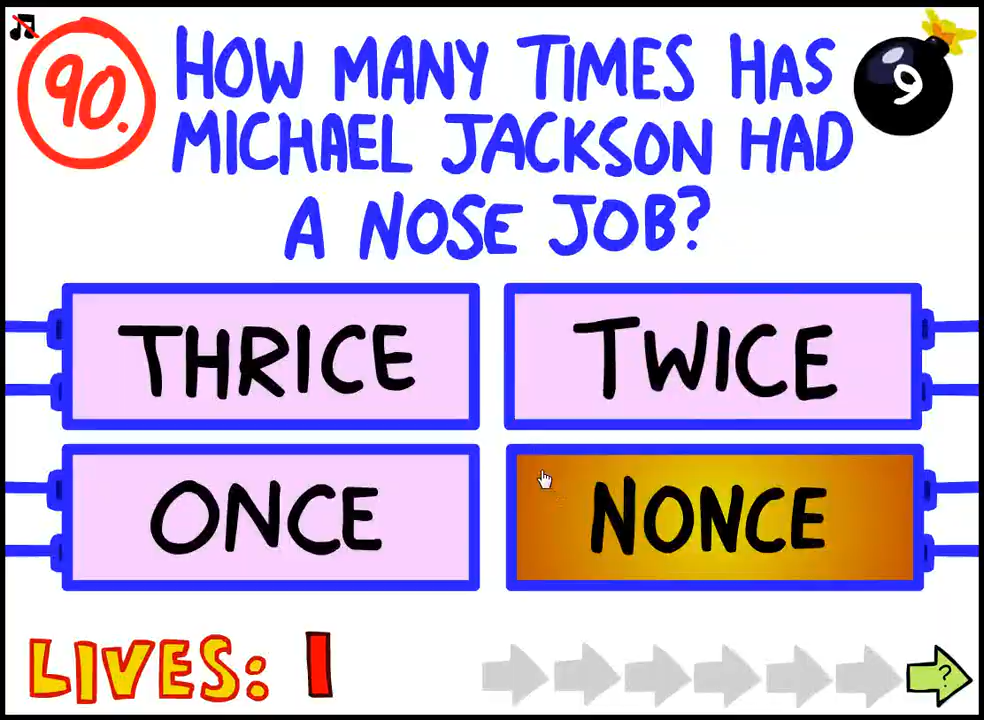 90.
HOW MANY TIMES HAS
MICHAEL JACKSON HAD
A NOSE JOB?
9
THRICE
TWICE
ONCE
NONCE
LIVES: 1
?